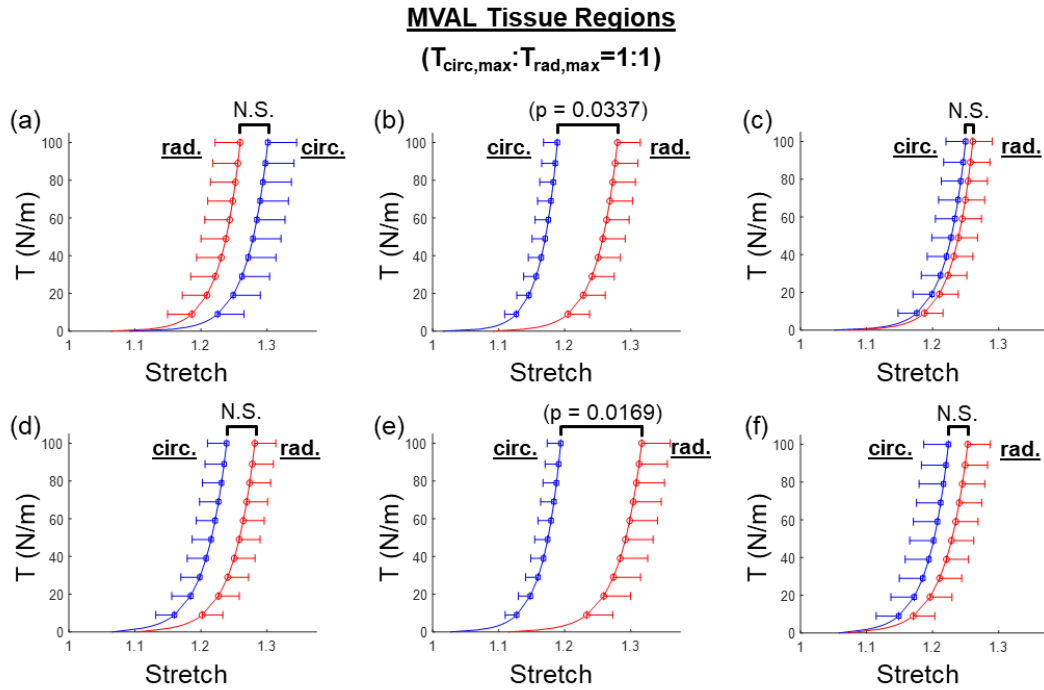 MVAL Tissue Regions
(Tcirc,max:Trad,max=1:1)
(a)
N.S.
rad.
circ.
100
80
60
40
20
0
T (N/m)
1
1.1
1.2
1.3
Stretch
(b)
(p = 0.0337)
circ.
rad.
100
80
60
40
20
0
T (N/m)
1
1.1
1.2
1.3
Stretch
(c)
N.S.
circ.
rad.
100
80
60
40
20
0
T (N/m)
1
1.1
1.2
1.3
Stretch
(d)
N.S.
circ.
rad.
100
80
60
40
20
0
T (N/m)
1
1.1
1.2
1.3
Stretch
(e)
(p = 0.0169)
circ.
rad.
100
80
60
40
20
0
T (N/m)
1
1.1
1.2
1.3
Stretch
(f)
N.S.
circ.
rad.
100
80
60
40
20
0
T (N/m)
1
1.1
1.2
1.3
Stretch